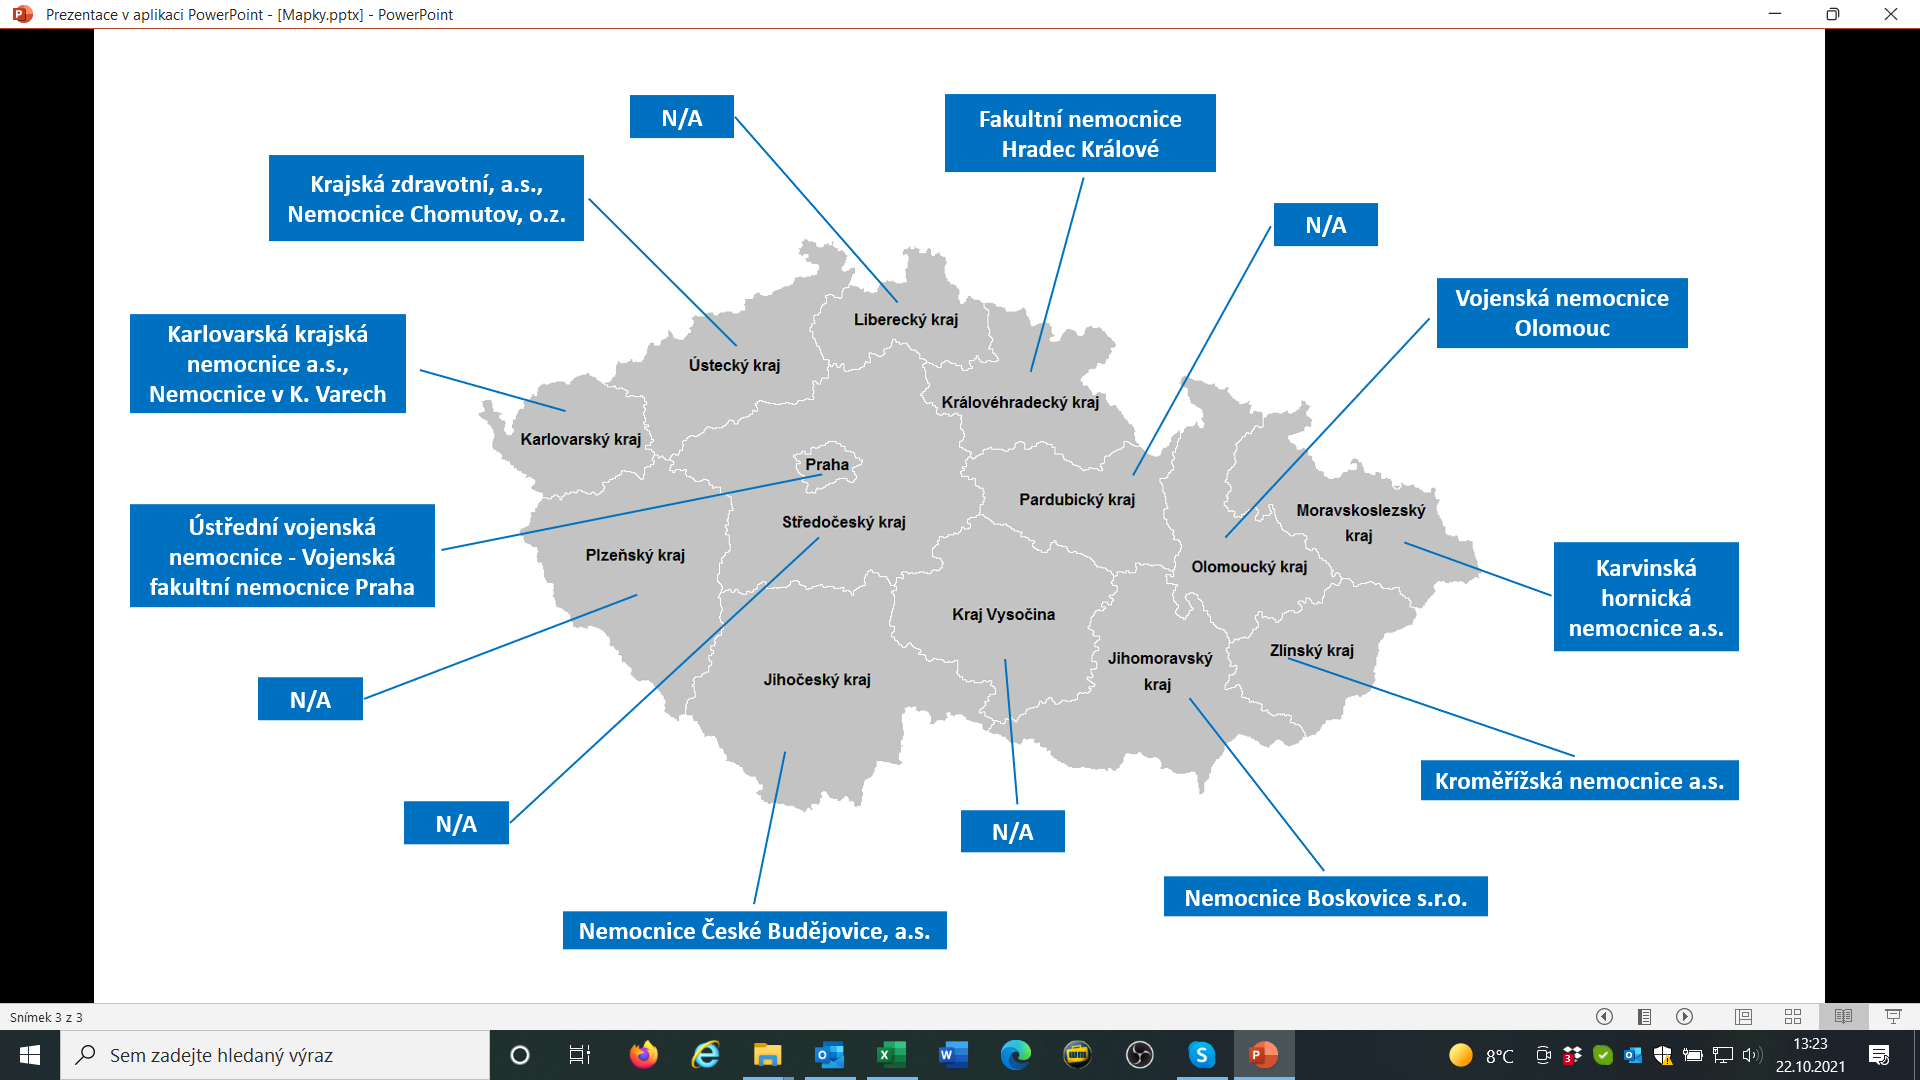 Prezentace v aplikaci PowerPoint - [Mapky.pptx] - PowerPoint
N/A
Fakultní nemocnice
Hradec Králové
Krajská zdravotní, a.s.,
Nemocnice Chomutov, o.z.
N/A
Vojenská nemocnice
Olomouc
Karlovarská krajská
nemocnice a.s.,
Nemocnice v K. Varech
Liberecký kraj
Ústecký kraj
Královéhradecký kraj
Karlovarský kraj
Praha
Pardubický kraj
Moravskoslezský
kraj
Středočeský kraj
Plzeňský kraj
Olomoucký kraj
Ústřední vojenská
nemocnice - Vojenská
fakultní nemocnice Praha
Karvinská
hornická
nemocnice a.s.
Kraj Vysočina
Zlínský kraj
Jihomoravský
kraj
Jihočeský kraj
N/A
Kroměřížská nemocnice a.s.
N/A
N/A
Nemocnice Boskovice s.r.o.
Nemocnice České Budějovice, a.s.
Snímek 3 z 3
Sem zadejte hledaný výraz
8°C
13:23
22.10.2021